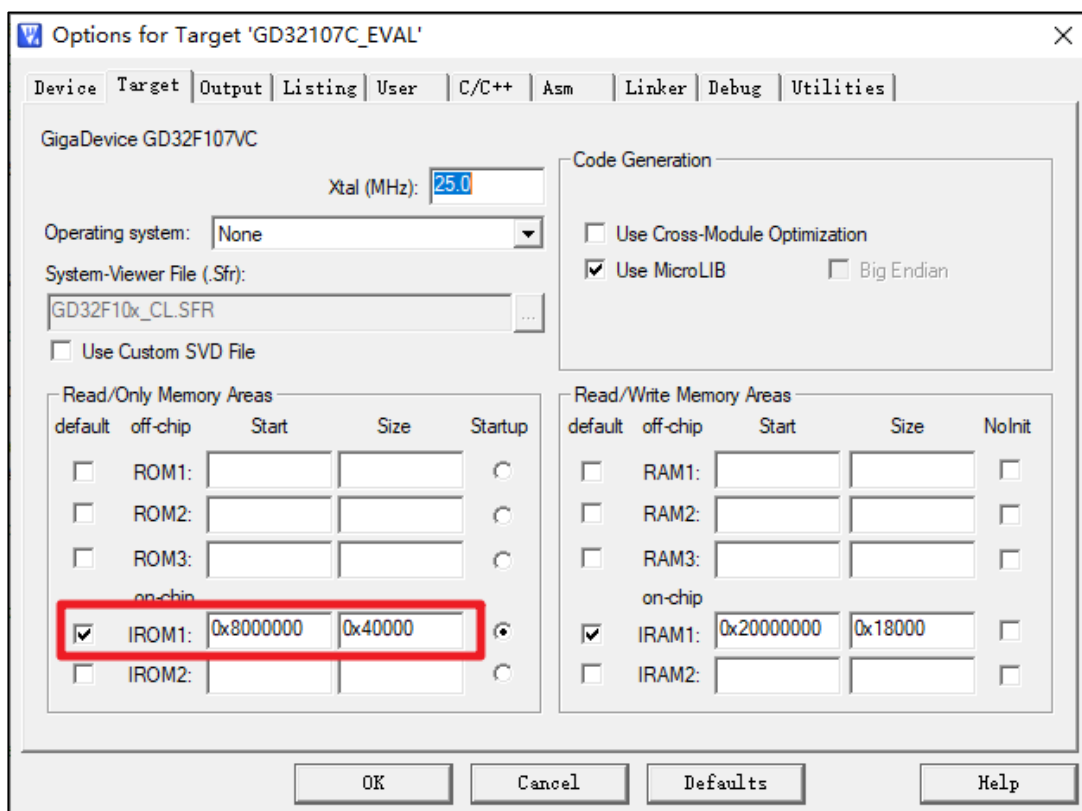 Options for Target 'GD32107C_EVAL'
Device Target Output Listing User C/C++ Asm Linker Debug Utilities
GigaDevice GD32F107VC
Xtal (MHz): 25.0
Operating system: None
System-Viewer File (.Sfr):
GD32F10x_CL.SFR ...
Use Custom SVD File
Code Generation
Use Cross-Module Optimization
Use MicroLIB Big Endian
Read/Only Memory Areas
default off-chip Start Size Startup
ROM1:
ROM2:
ROM3:
on-chip
IROM1: 0x8000000 0x40000
IROM2:
Read/Write Memory Areas
default off-chip Start Size NoInit
RAM1:
RAM2:
RAM3:
on-chip
IRAM1: 0x20000000 0x18000
IRAM2:
OK Cancel Defaults Help